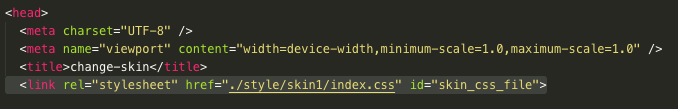 <head>
<meta charset="UTF-8" />
<meta name="viewport" content="width=device-width,minimum-scale=1.0,maximum-scale=1.0" />
<title>change-skin</title>
<link rel="stylesheet" href="./style/skin1/index.css" id="skin_css_file">